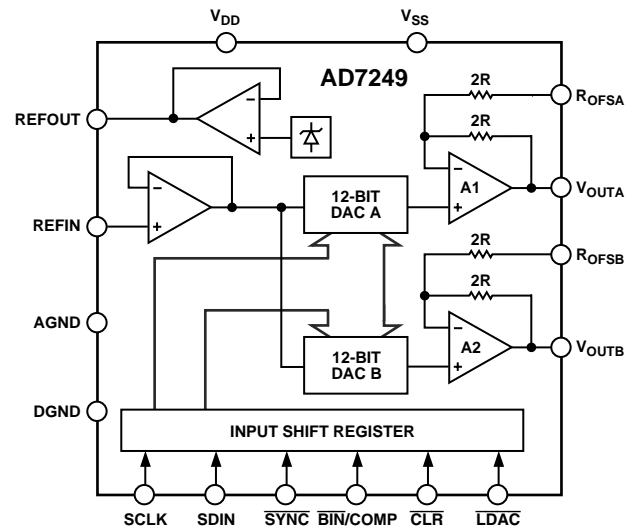 VDD
VSS
AD7249
2R
ROFSA
2R
REFOUT
−
+
−
A1
+
VOUTA
12-BIT
DAC A
−
+
REFIN
ROFSB
2R
2R
AGND
−
A2
+
VOUTB
12-BIT
DAC B
DGND
INPUT SHIFT REGISTER
SCLK
SDIN
SYNC
BIN/COMP
CLR
LDAC